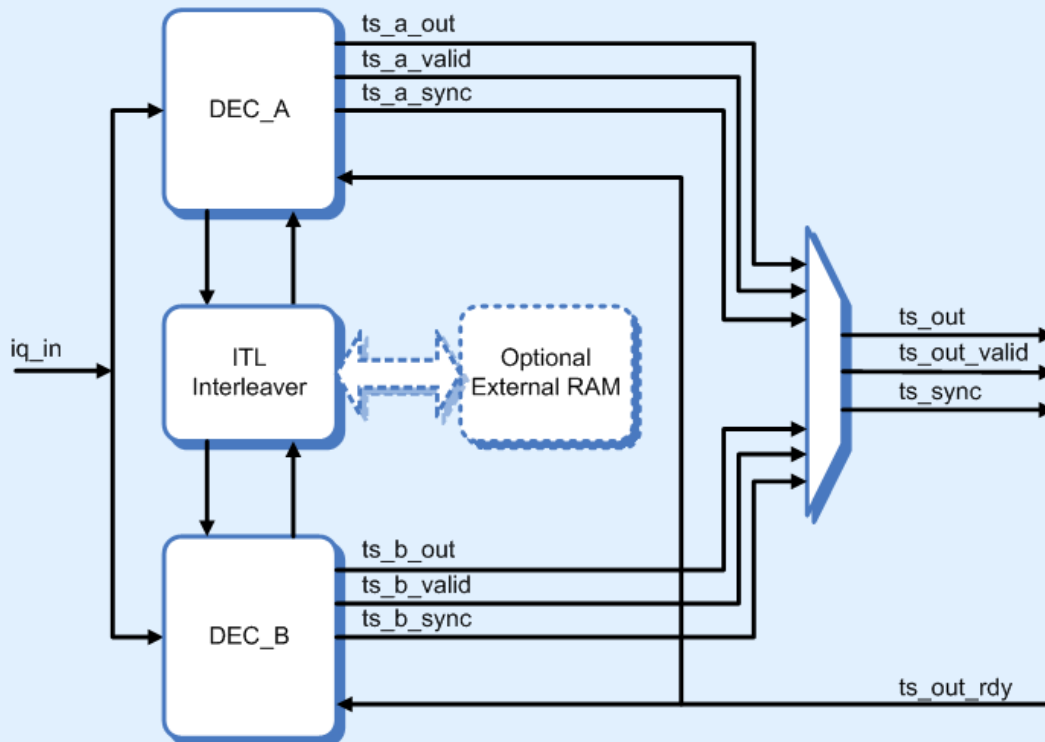 ts_a_out
ts_a_valid
ts_a_sync
DEC_A
iq_in
ITL
Interleaver
Optional
External RAM
ts_out
ts_out_valid
ts_sync
ts_b_out
ts_b_valid
ts_b_sync
DEC_B
ts_out_rdy